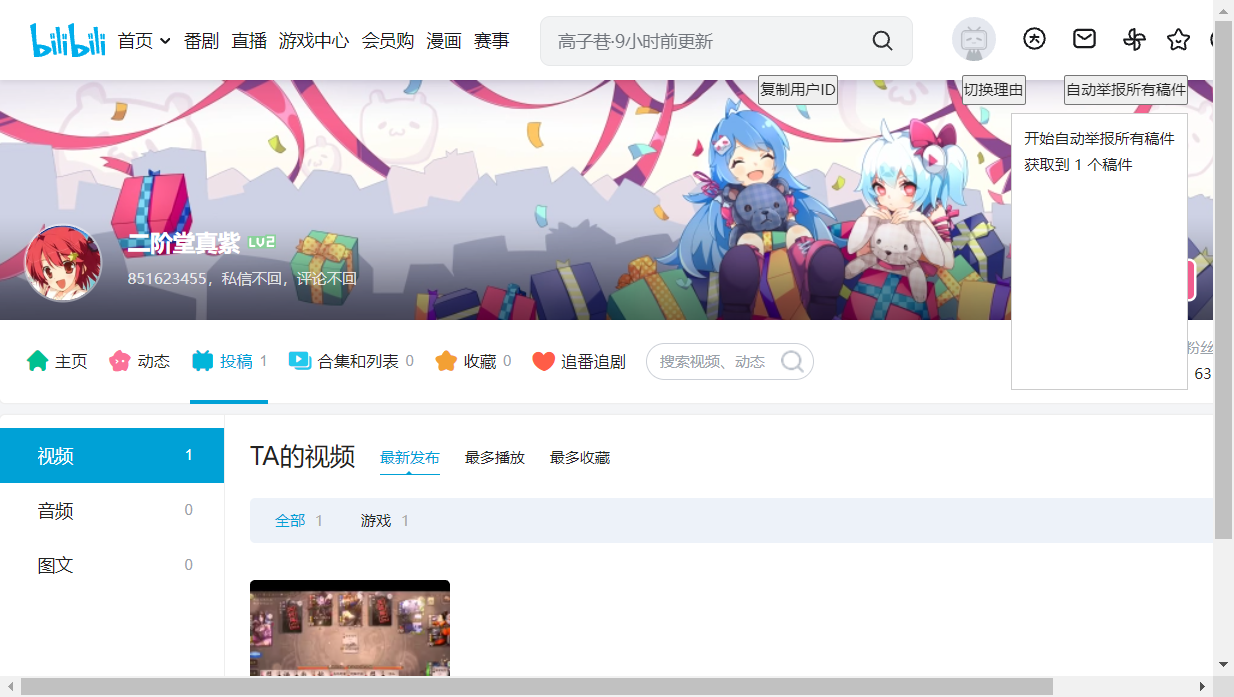 bilibili 首页 番剧 直播 游戏中心 会员购 漫画 赛事 高子巷·9小时前更新
复制用户ID 切换理由 自动举报所有稿件
开始自动举报所有稿件
获取到 1 个稿件
二阶堂真紫 LV2
851623455，私信不回，评论不回
主页 动态 投稿 1 合集和列表 0 收藏 0 追番追剧 搜索视频、动态
粉丝
63
视频 1
音频 0
图文 0
TA的视频 最新发布 最多播放 最多收藏
全部 1 游戏 1